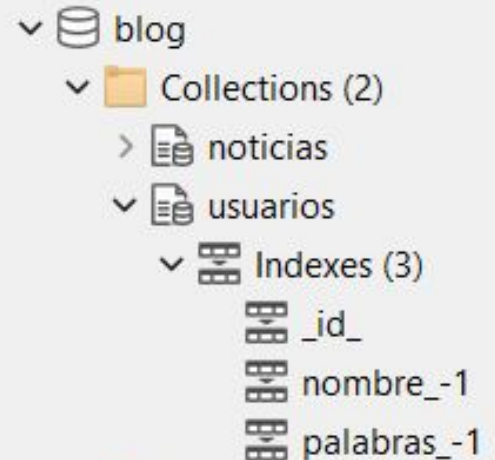 blog
Collections (2)
noticias
usuarios
Indexes (3)
_id_
nombre_-1
palabras_-1